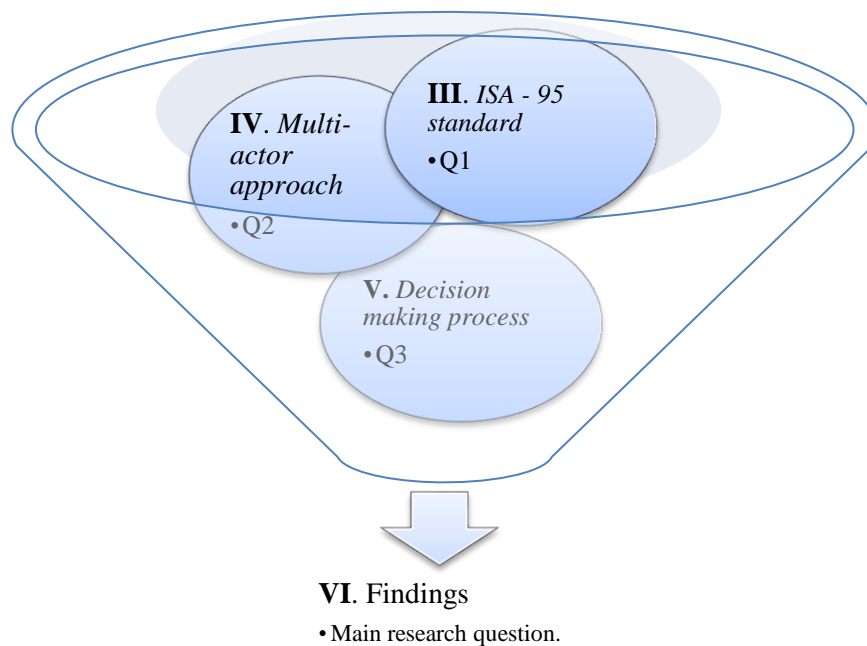 III. ISA - 95
standard
•Q1
IV. Multi-
actor
approach
•Q2
V. Decision
making process
•Q3
VI. Findings
•Main research question.